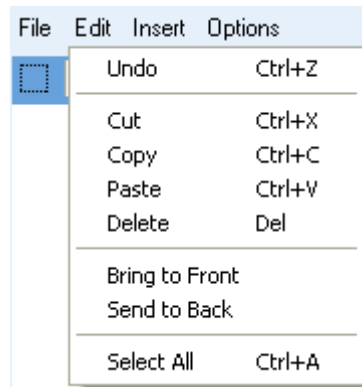 File Edit Insert Options
Undo Ctrl+Z
Cut Ctrl+X
Copy Ctrl+C
Paste Ctrl+V
Delete Del
Bring to Front
Send to Back
Select All Ctrl+A